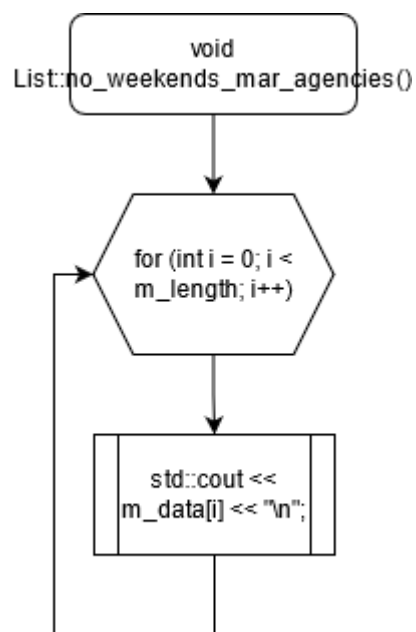 void
List::no_weekends_mar_agencies()
for (int i = 0; i <
m_length; i++)
std::cout <<
m_data[i] << "\n";